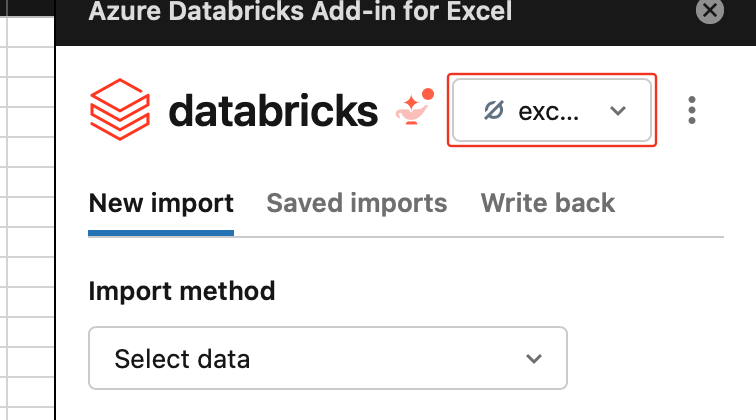 Azure Databricks Add-in for Excel
databricks
exc...
New import Saved imports Write back
Import method
Select data